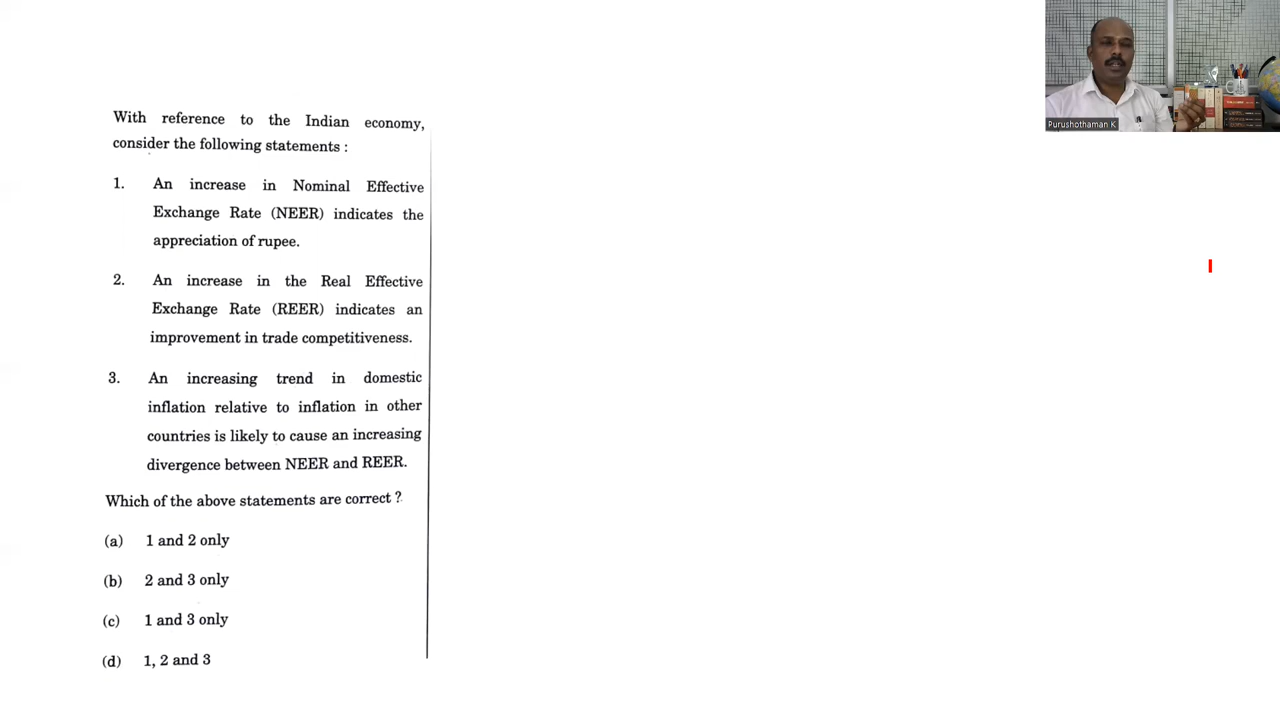 With reference to the Indian economy,
consider the following statements :
1. An increase in Nominal Effective
Exchange Rate (NEER) indicates the
appreciation of rupee.
2. An increase in the Real Effective
Exchange Rate (REER) indicates an
improvement in trade competitiveness.
3. An increasing trend in domestic
inflation relative to inflation in other
countries is likely to cause an increasing
divergence between NEER and REER.
Which of the above statements are correct ?
(a) 1 and 2 only
(b) 2 and 3 only
(c) 1 and 3 only
(d) 1, 2 and 3
Purushothaman K